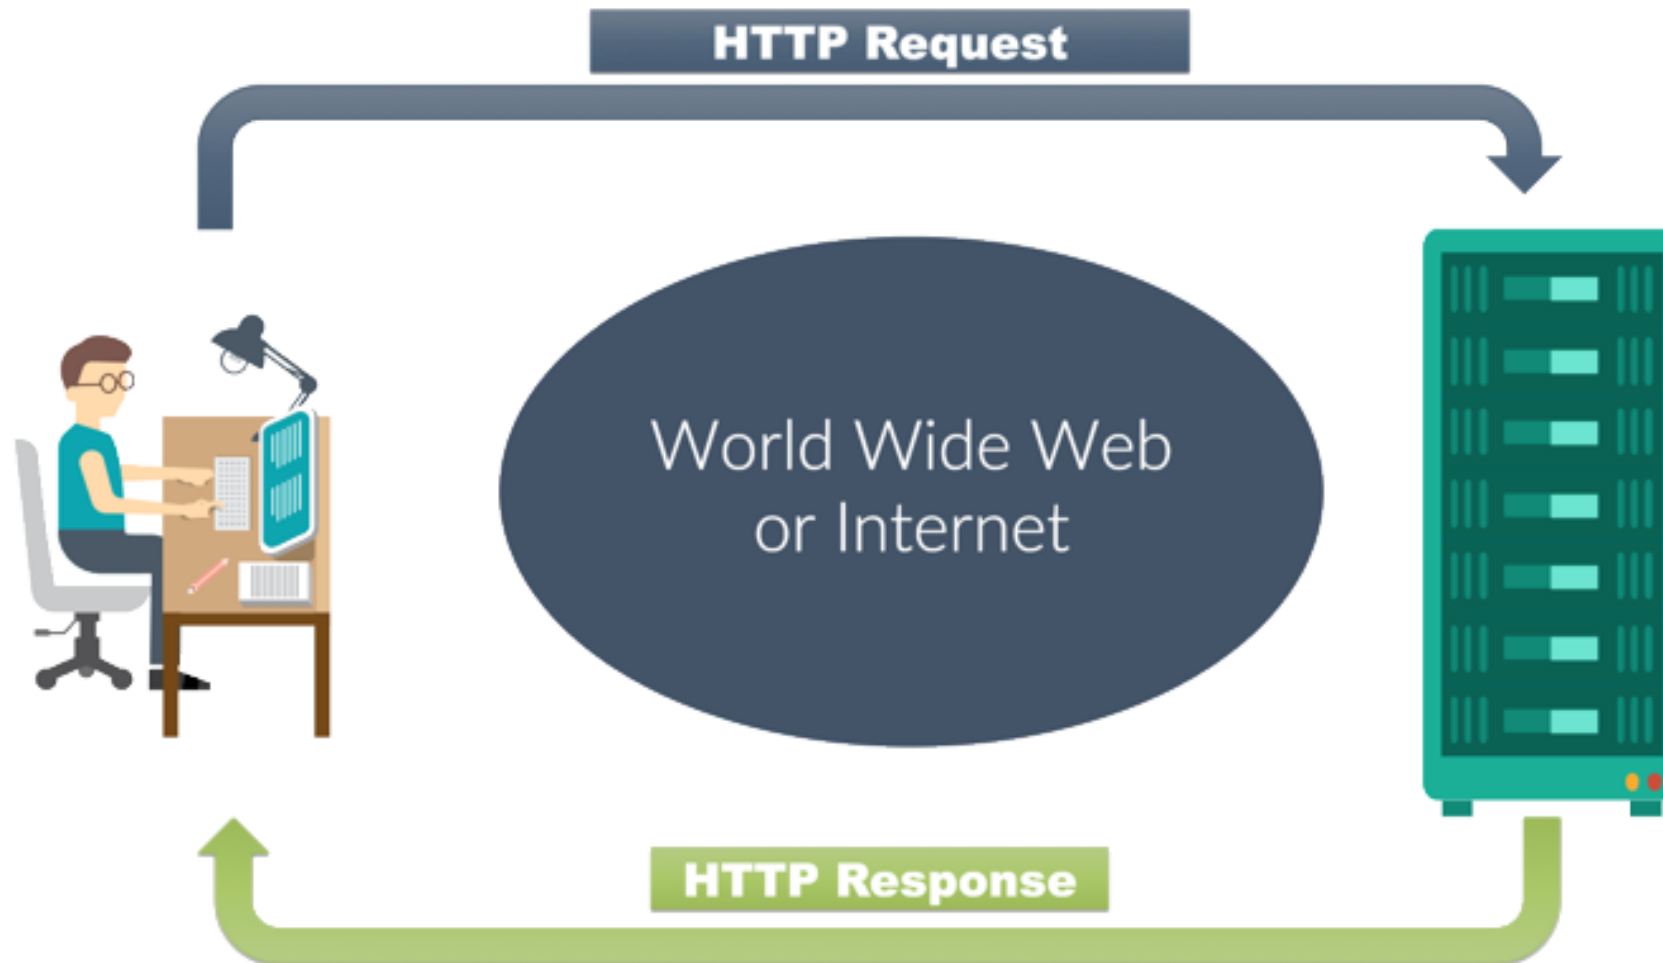 HTTP Request
World Wide Web
or Internet
HTTP Response